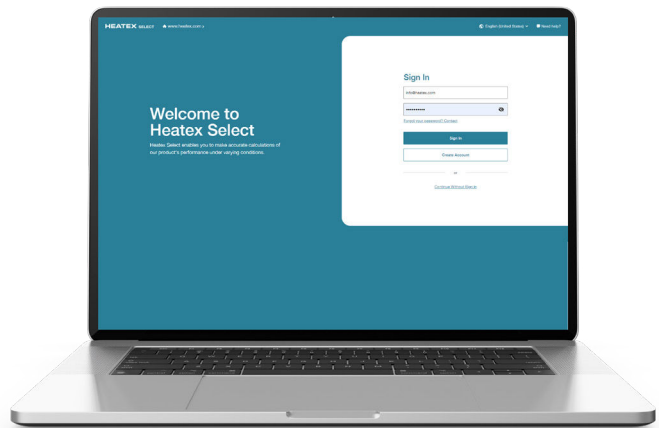 HEATEX SELECT www.heatex.com
English (United States) Need Help?
Sign In
info@heatex.com
Forgot your password? Contact
Welcome to
Heatex Select
Heatex Select enables you to make accurate calculations of
our product's performance under varying conditions.
Sign In
Create Account
or
Continue Without Sign-in